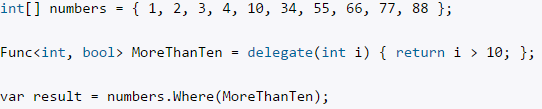 int[] numbers = { 1, 2, 3, 4, 10, 34, 55, 66, 77, 88 };
Func<int, bool> MoreThanTen = delegate(int i) { return i > 10; };
var result = numbers.Where(MoreThanTen);